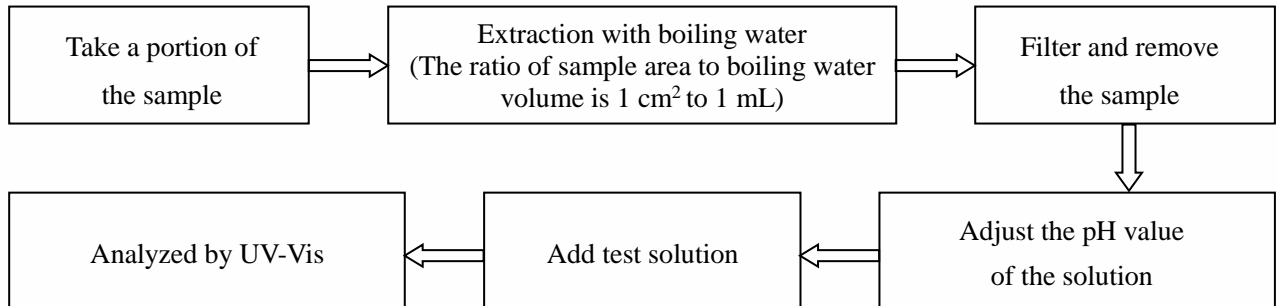 Take a portion of
the sample
Extraction with boiling water
(The ratio of sample area to boiling water
volume is 1 cm² to 1 mL)
Filter and remove
the sample
Adjust the pH value
of the solution
Add test solution
Analyzed by UV-Vis